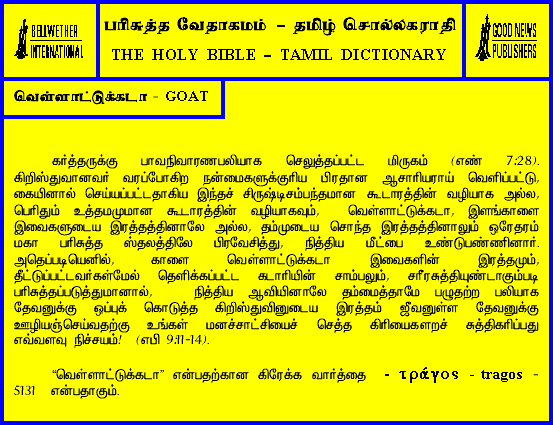 BELLWETHER
INTERNATIONAL
பரிசுத்த வேதாகமம் – தமிழ் சொல்லகராதி
THE HOLY BIBLE – TAMIL DICTIONARY
GOOD NEWS
PUBLISHERS
வெள்ளாட்டுக்கடா - GOAT
கர்த்தருக்கு பாவநிவாரணபலியாக செலுத்தப்பட்ட மிருகம் (எண் 7:28).
கிறிஸ்துவானவர் வரப்போகிற நன்மைகளுக்குரிய பிரதான ஆசாரியராய் வெளிப்பட்டு,
கையினால் செய்யப்பட்டதாகிய இந்தச் சிருஷ்டிசம்பந்தமான கூடாரத்தின் வழியாக அல்ல,
பெரிதும் உத்தமமுமான கூடாரத்தின் வழியாகவும், வெள்ளாட்டுக்கடா, இளங்காளை
இவைகளுடைய இரத்தத்தினாலே அல்ல, தம்முடைய சொந்த இரத்தத்தினாலும் ஒரேதரம்
மகா பரிசுத்த ஸ்தலத்திலே பிரவேசித்து, நித்திய மீட்பை உண்டுபண்ணினார்.
அதெப்படியெனில், காளை வெள்ளாட்டுக்கடா இவைகளின் இரத்தமும்,
தீட்டுப்பட்டவர்கள்மேல் தெளிக்கப்பட்ட கடாரியின் சாம்பலும், சரீரசுத்தியுண்டாகும்படி
பரிசுத்தப்படுத்துமானால், நித்திய ஆவியினாலே தம்மைத்தாமே பழுதற்ற பலியாக
தேவனுக்கு ஒப்புக் கொடுத்த கிறிஸ்துவினுடைய இரத்தம் ஜீவனுள்ள தேவனுக்கு
ஊழியஞ்செய்வதற்கு உங்கள் மனச்சாட்சியைச் செத்த கிரியைகளறச் சுத்திகரிப்பது
எவ்வளவு நிச்சயம்! (எபி 9:11-14).
“வெள்ளாட்டுக்கடா” என்பதற்கான கிரேக்க வார்த்தை - τράγος - tragos -
5131 என்பதாகும்.